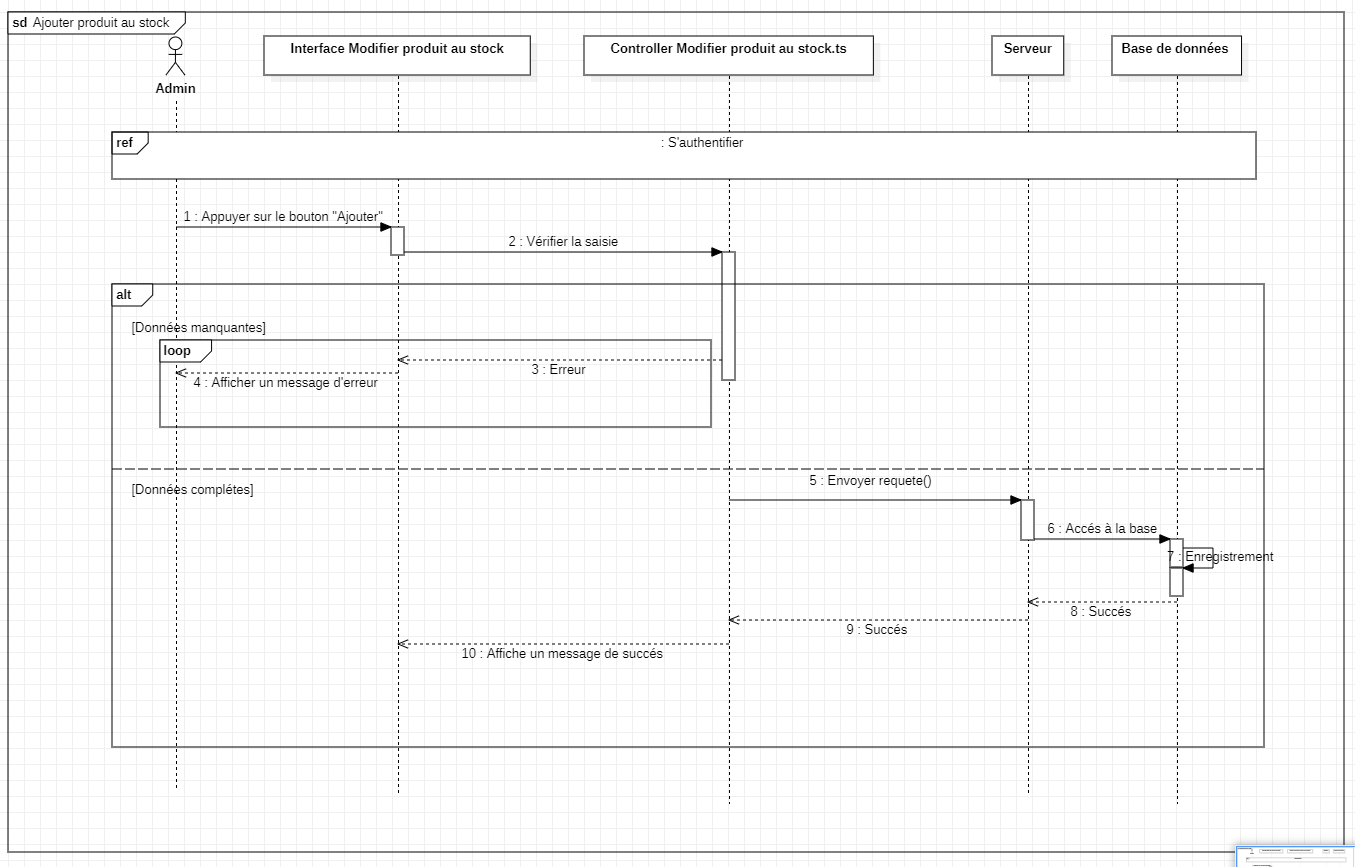 sd Ajouter produit au stock
Interface Modifier produit au stock
Controller Modifier produit au stock.ts
Serveur
Base de données
Admin
ref
: S'authentifier
1 : Appuyer sur le bouton "Ajouter"
2 : Vérifier la saisie
alt
[Données manquantes]
loop
3 : Erreur
4 : Afficher un message d'erreur
5 : Envoyer requete()
[Données complétes]
6 : Accés à la base
7 : Enregistrement
8 : Succés
9 : Succés
10 : Affiche un message de succés